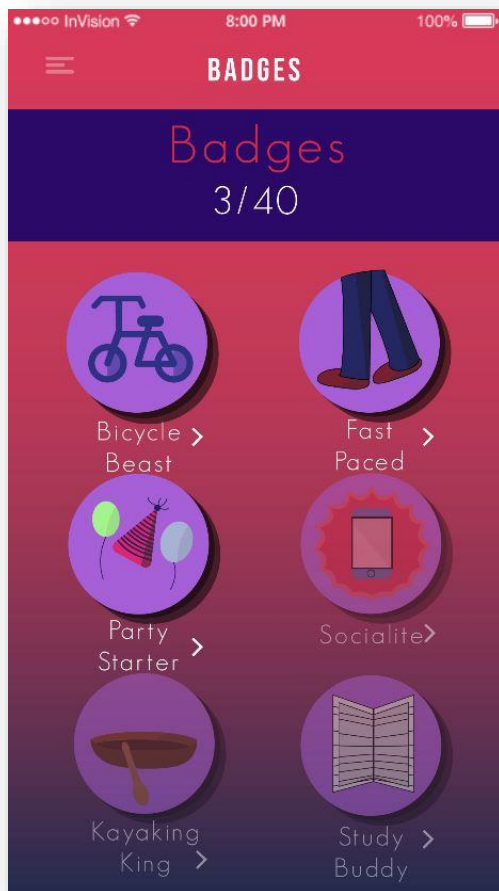 InVision 8:00 PM 100%
BADGES
Badges
3/40
Bicycle
Beast
Fast
Paced
Party
Starter
Socialite
Kayaking
King
Study
Buddy